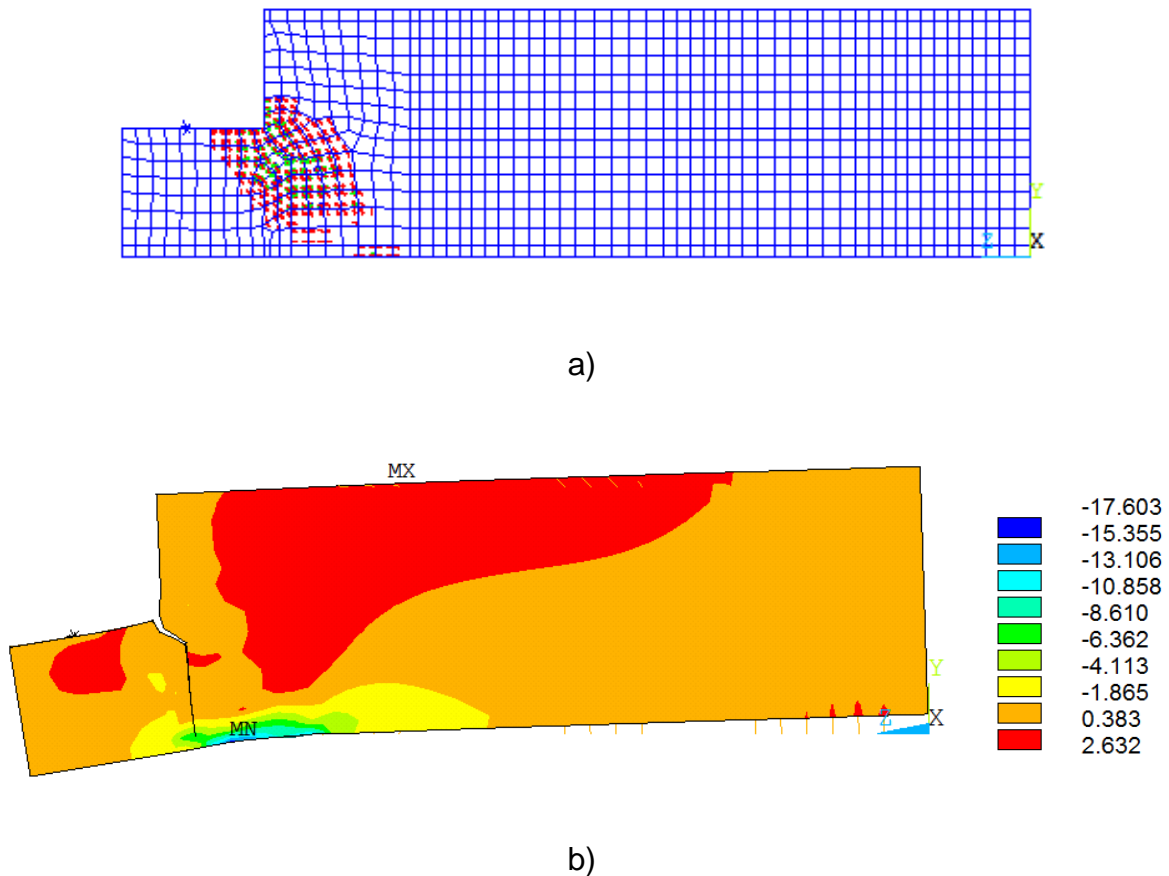 Y
Z
X
a)
MX
-17.603
-15.355
-13.106
-10.858
-8.610
-6.362
-4.113
-1.865
0.383
2.632
Y
Z
X
MN
b)